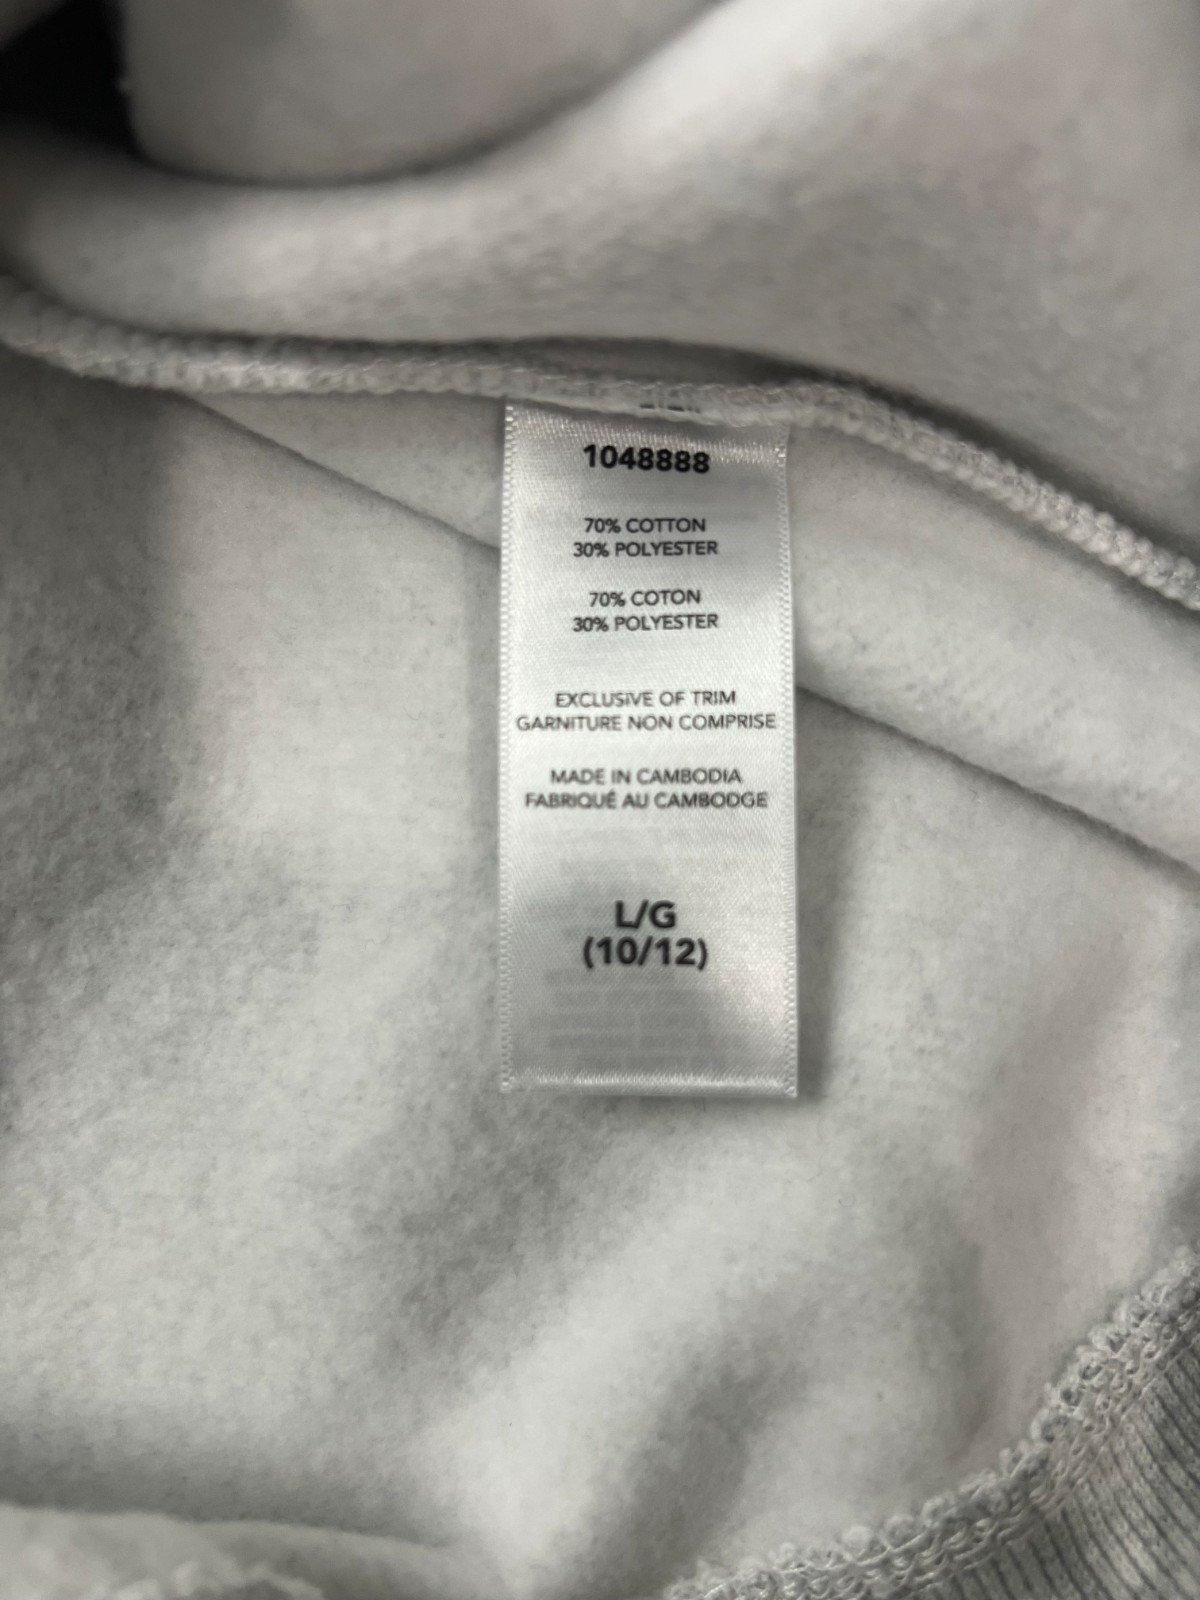 1048888
70% COTTON
30% POLYESTER
70% COTON
30% POLYESTER
EXCLUSIVE OF TRIM
GARNITURE NON COMPRISE
MADE IN CAMBODIA
FABRIQUÉ AU CAMBODGE
L/G
(10/12)